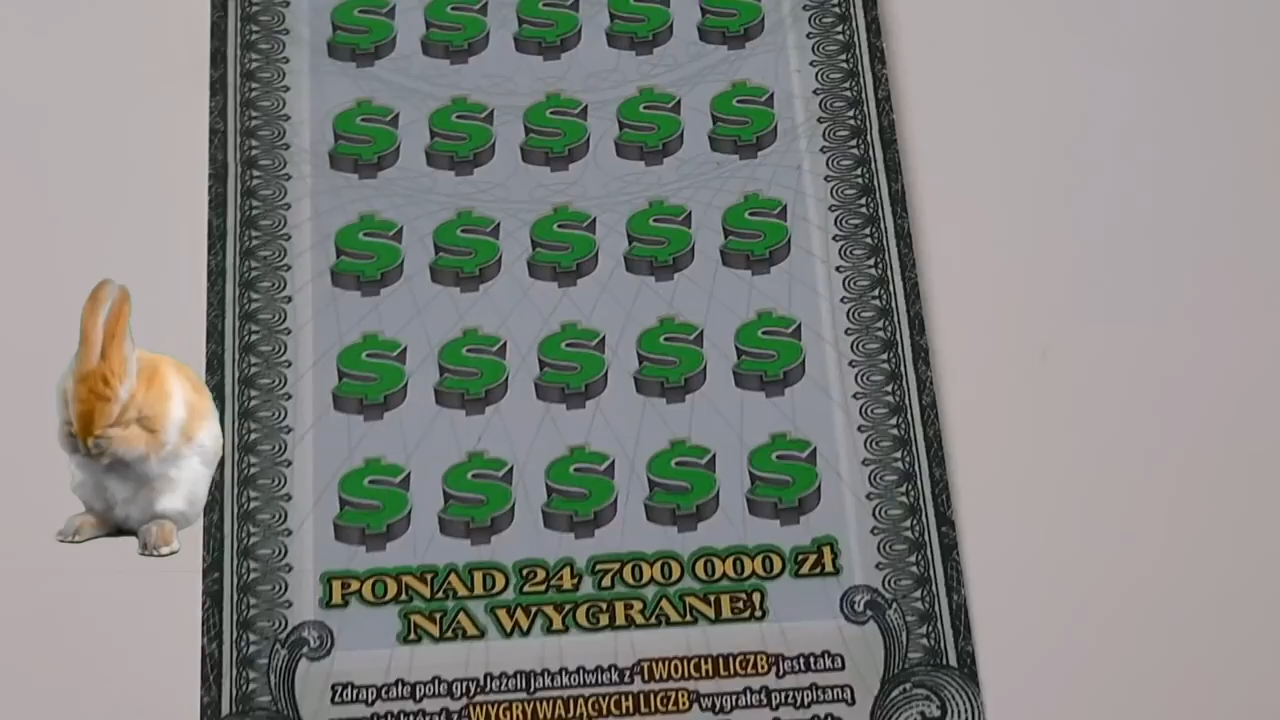 $ $ $ $ $
$ $ $ $ $
$ $ $ $ $
$ $ $ $ $
$ $ $ $ $
PONAD 24 700 000 zł
NA WYGRANE!
Zdrap całe pole gry. Jeżeli jakakolwiek z "TWOICH LICZB" jest taka
z "WYGRYWAJĄCYCH LICZB" wygrałeś przypisaną